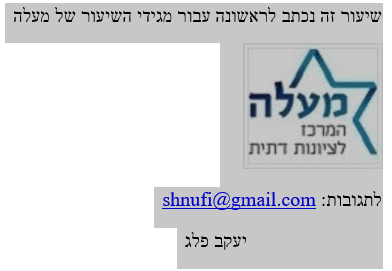 שיעור זה נכתב לראשונה עבור מגידי השיעור של מעלה
מעלה
המרכז
לציונות דתית
לתגובות: shnufi@gmail.com
יעקב פלג